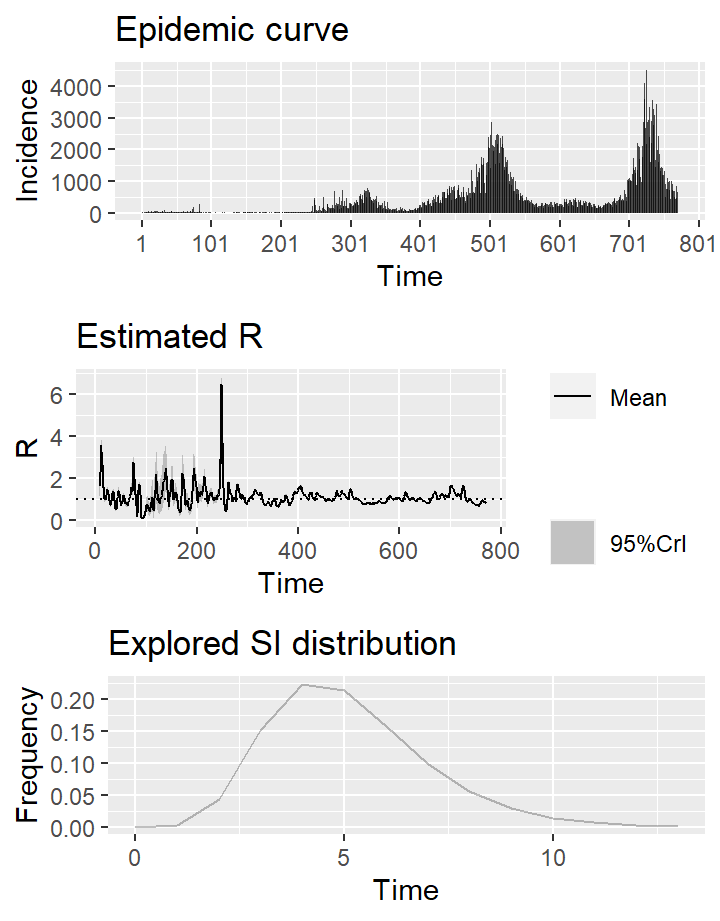 Epidemic curve
Incidence
4000
3000
2000
1000
0
1 101 201 301 401 501 601 701 801
Time
Estimated R
R
6
4
2
0
0 200 400 600 800
Time
Mean
95%CrI
Explored SI distribution
Frequency
0.20
0.15
0.10
0.05
0.00
0 5 10
Time